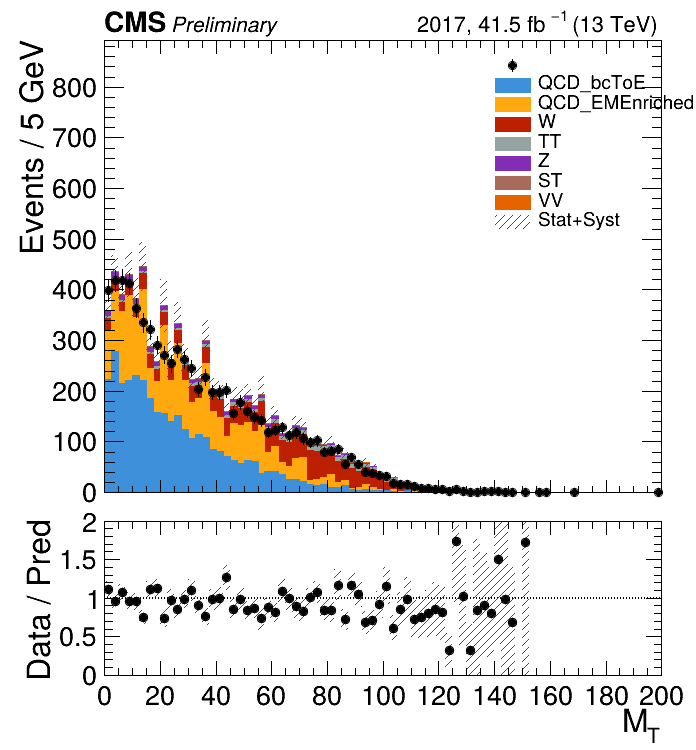 CMS Preliminary
2017, 41.5 fb⁻¹ (13 TeV)
Events / 5 GeV
800
700
600
500
400
300
200
100
0
QCD_bcToE
QCD_EMEnriched
W
TT
Z
ST
VV
Stat+Syst
Data / Pred
2
1.5
1
0.5
0
0 20 40 60 80 100 120 140 160 180 200
M_T